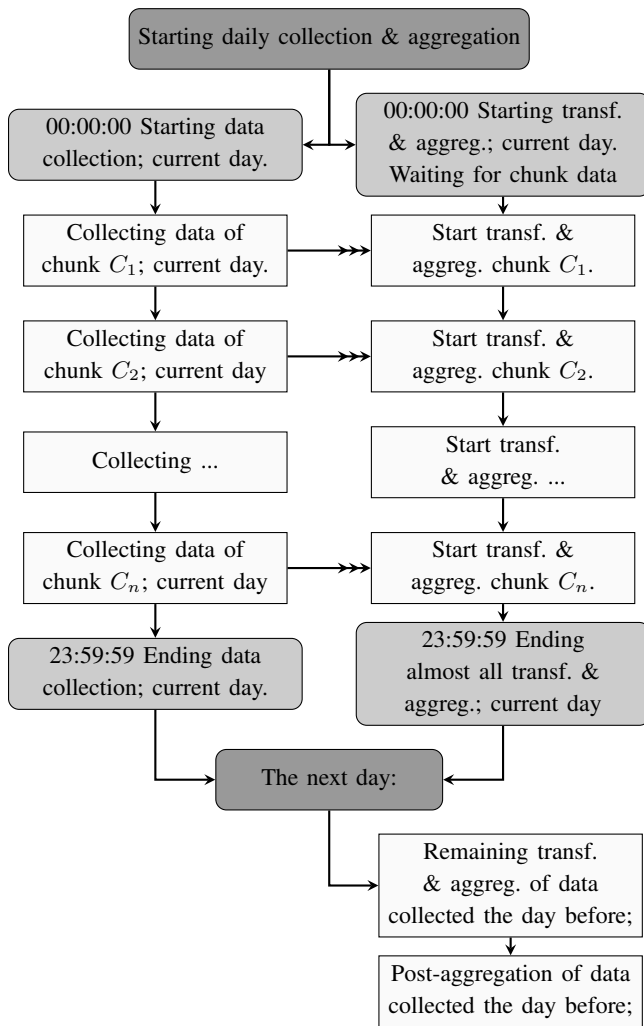 Starting daily collection & aggregation
00:00:00 Starting data
collection; current day.
00:00:00 Starting transf.
& aggreg.; current day.
Waiting for chunk data
Collecting data of
chunk C₁; current day.
Start transf. &
aggreg. chunk C₁.
Collecting data of
chunk C₂; current day
Start transf. &
aggreg. chunk C₂.
Collecting ...
Start transf.
& aggreg. ...
Collecting data of
chunk Cₙ; current day
Start transf. &
aggreg. chunk Cₙ.
23:59:59 Ending data
collection; current day.
23:59:59 Ending
almost all transf. &
aggreg.; current day
The next day:
Remaining transf.
& aggreg. of data
collected the day before;
Post-aggregation of data
collected the day before;